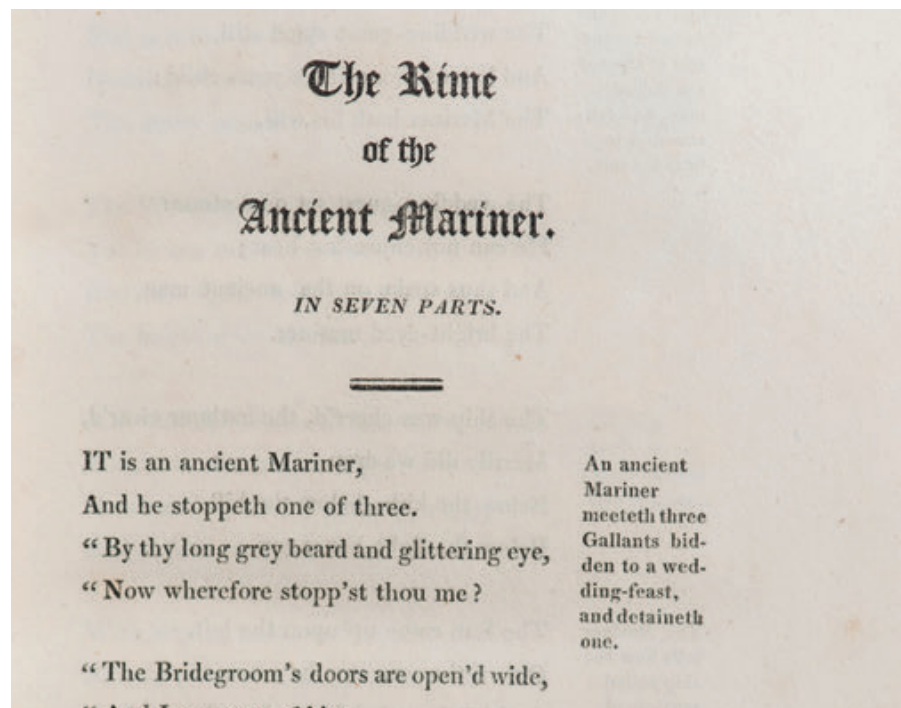 The Rime
of the
Ancient Mariner.
IN SEVEN PARTS.
IT is an ancient Mariner,
And he stoppeth one of three.
“By thy long grey beard and glittering eye,
“Now wherefore stopp'st thou me?
“The Bridegroom's doors are open'd wide,
An ancient
Mariner
meeteth three
Gallants bid-
den to a wed-
ding-feast,
and detaineth
one.